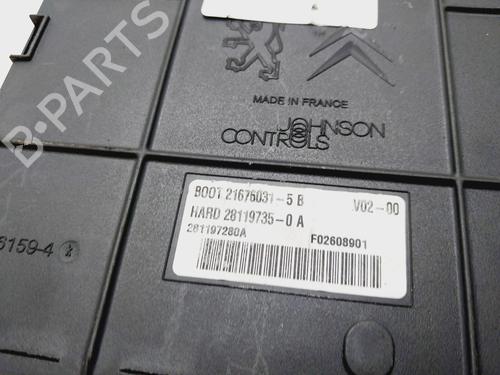 B-PARTS
MADE IN FRANCE
JOHNSON
CONTROLS
BOOT 21676031-5 B V02-00
HARD 28119735-0 A
281197280A F02608901
6159-4